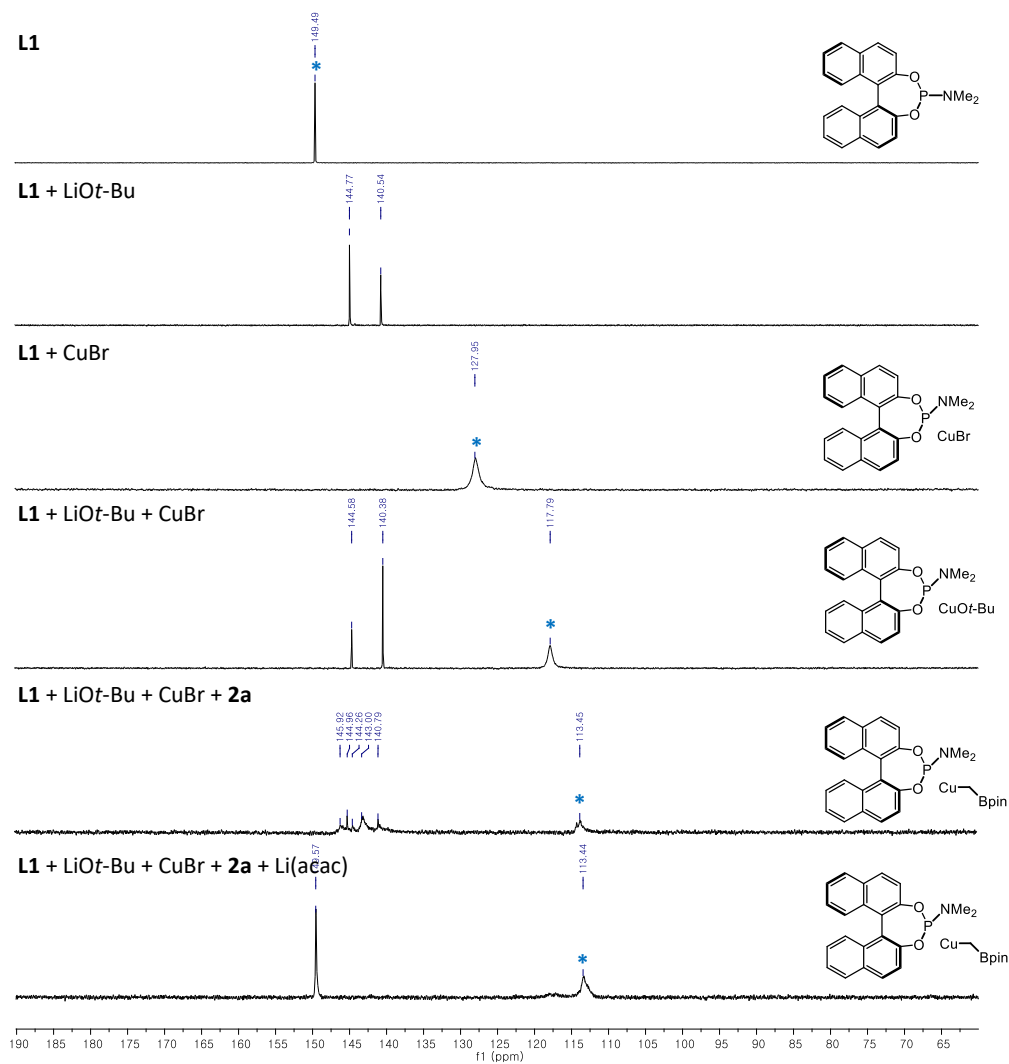 L1
149.49
*
O
P—NMe2
O
L1 + LiOt-Bu
144.77
140.54
L1 + CuBr
127.95
*
O
NMe2
P
O
CuBr
L1 + LiOt-Bu + CuBr
144.58
140.38
117.79
*
O
NMe2
P
O
CuOt-Bu
L1 + LiOt-Bu + CuBr + 2a
145.92
144.96
144.26
143.00
140.79
113.45
*
O
NMe2
P
O
Cu
Bpin
L1 + LiOt-Bu + CuBr + 2a + Li(acac)
113.44
*
O
NMe2
P
O
Cu
Bpin
190 185 180 175 170 165 160 155 150 145 140 135 130 125 120 115 110 105 100 95 90 85 80 75 70 65
f1 (ppm)